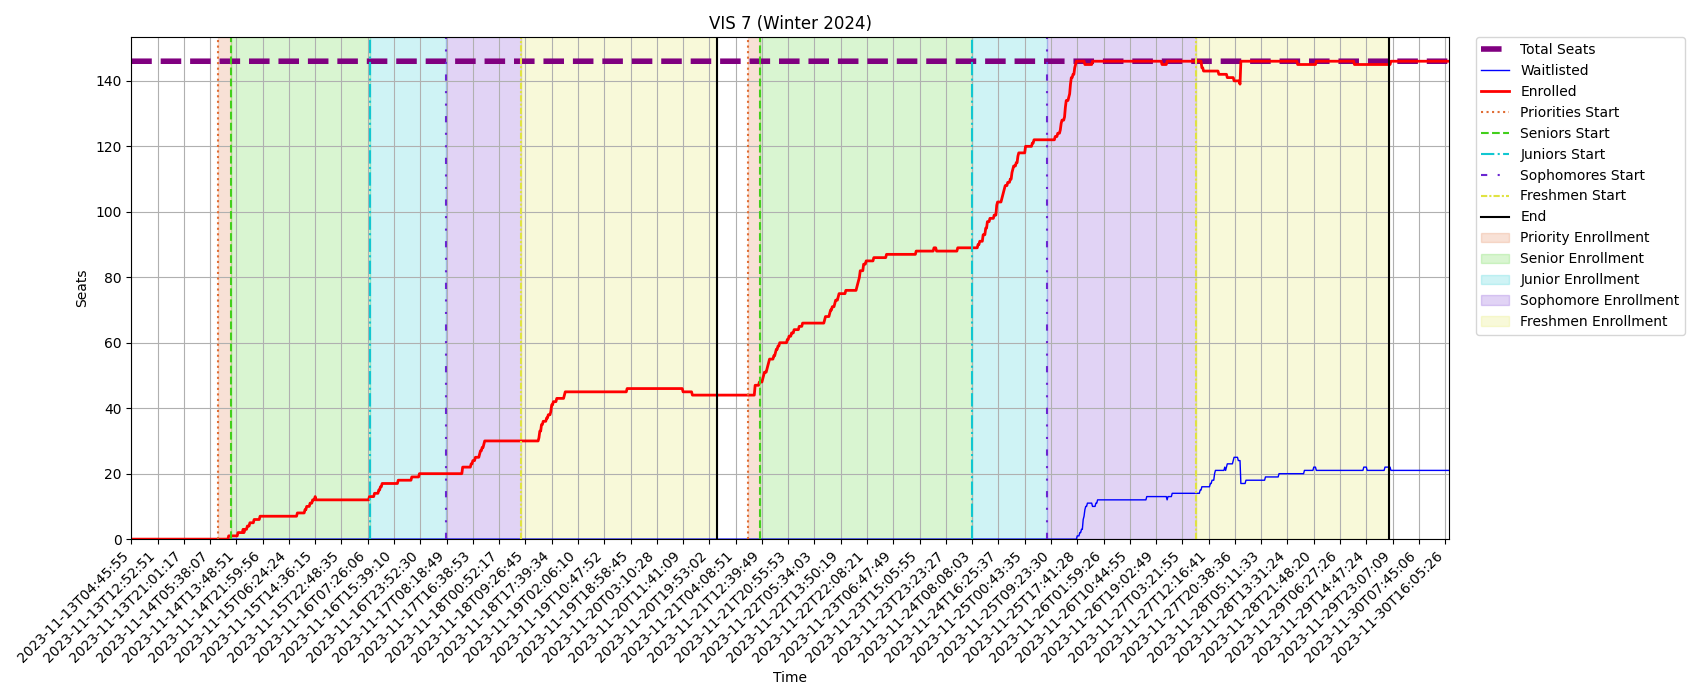 VIS 7 (Winter 2024)
Total Seats
Waitlisted
Enrolled
Priorities Start
Seniors Start
Juniors Start
Sophomores Start
Freshmen Start
End
Priority Enrollment
Senior Enrollment
Junior Enrollment
Sophomore Enrollment
Freshmen Enrollment
Seats
140
120
100
80
60
40
20
0
2023-11-13T04:45:55
2023-11-13T12:52:51
2023-11-13T21:01:17
2023-11-14T05:38:07
2023-11-14T13:48:51
2023-11-14T21:59:56
2023-11-15T06:24:24
2023-11-15T14:36:15
2023-11-15T22:48:35
2023-11-16T07:26:06
2023-11-16T15:39:10
2023-11-16T23:52:30
2023-11-17T08:18:49
2023-11-17T16:38:53
2023-11-18T00:52:17
2023-11-18T09:26:45
2023-11-18T17:39:34
2023-11-19T02:06:10
2023-11-19T10:47:52
2023-11-19T18:58:45
2023-11-20T03:10:28
2023-11-20T11:41:09
2023-11-20T19:53:02
2023-11-21T04:08:51
2023-11-21T12:39:49
2023-11-21T20:55:53
2023-11-22T05:34:03
2023-11-22T13:50:19
2023-11-22T22:08:21
2023-11-23T06:47:49
2023-11-23T15:05:55
2023-11-23T23:23:27
2023-11-24T08:08:03
2023-11-24T16:25:37
2023-11-25T00:43:35
2023-11-25T09:23:30
2023-11-25T17:41:28
2023-11-26T01:59:26
2023-11-26T10:44:55
2023-11-26T19:02:49
2023-11-27T03:21:55
2023-11-27T12:16:41
2023-11-27T20:38:36
2023-11-28T05:11:33
2023-11-28T13:31:24
2023-11-28T21:48:20
2023-11-29T06:27:26
2023-11-29T14:47:24
2023-11-29T23:07:09
2023-11-30T07:45:06
2023-11-30T16:05:26
Time